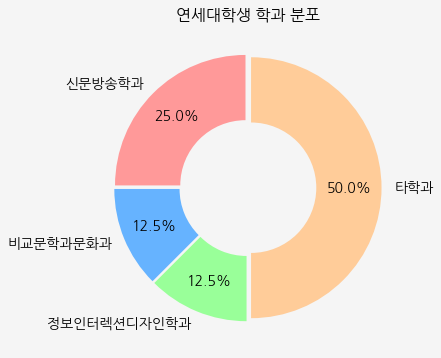 연세대학생 학과 분포
신문방송학과
25.0%
50.0%
타학과
12.5%
비교문학과문화과
12.5%
정보인터렉션디자인학과